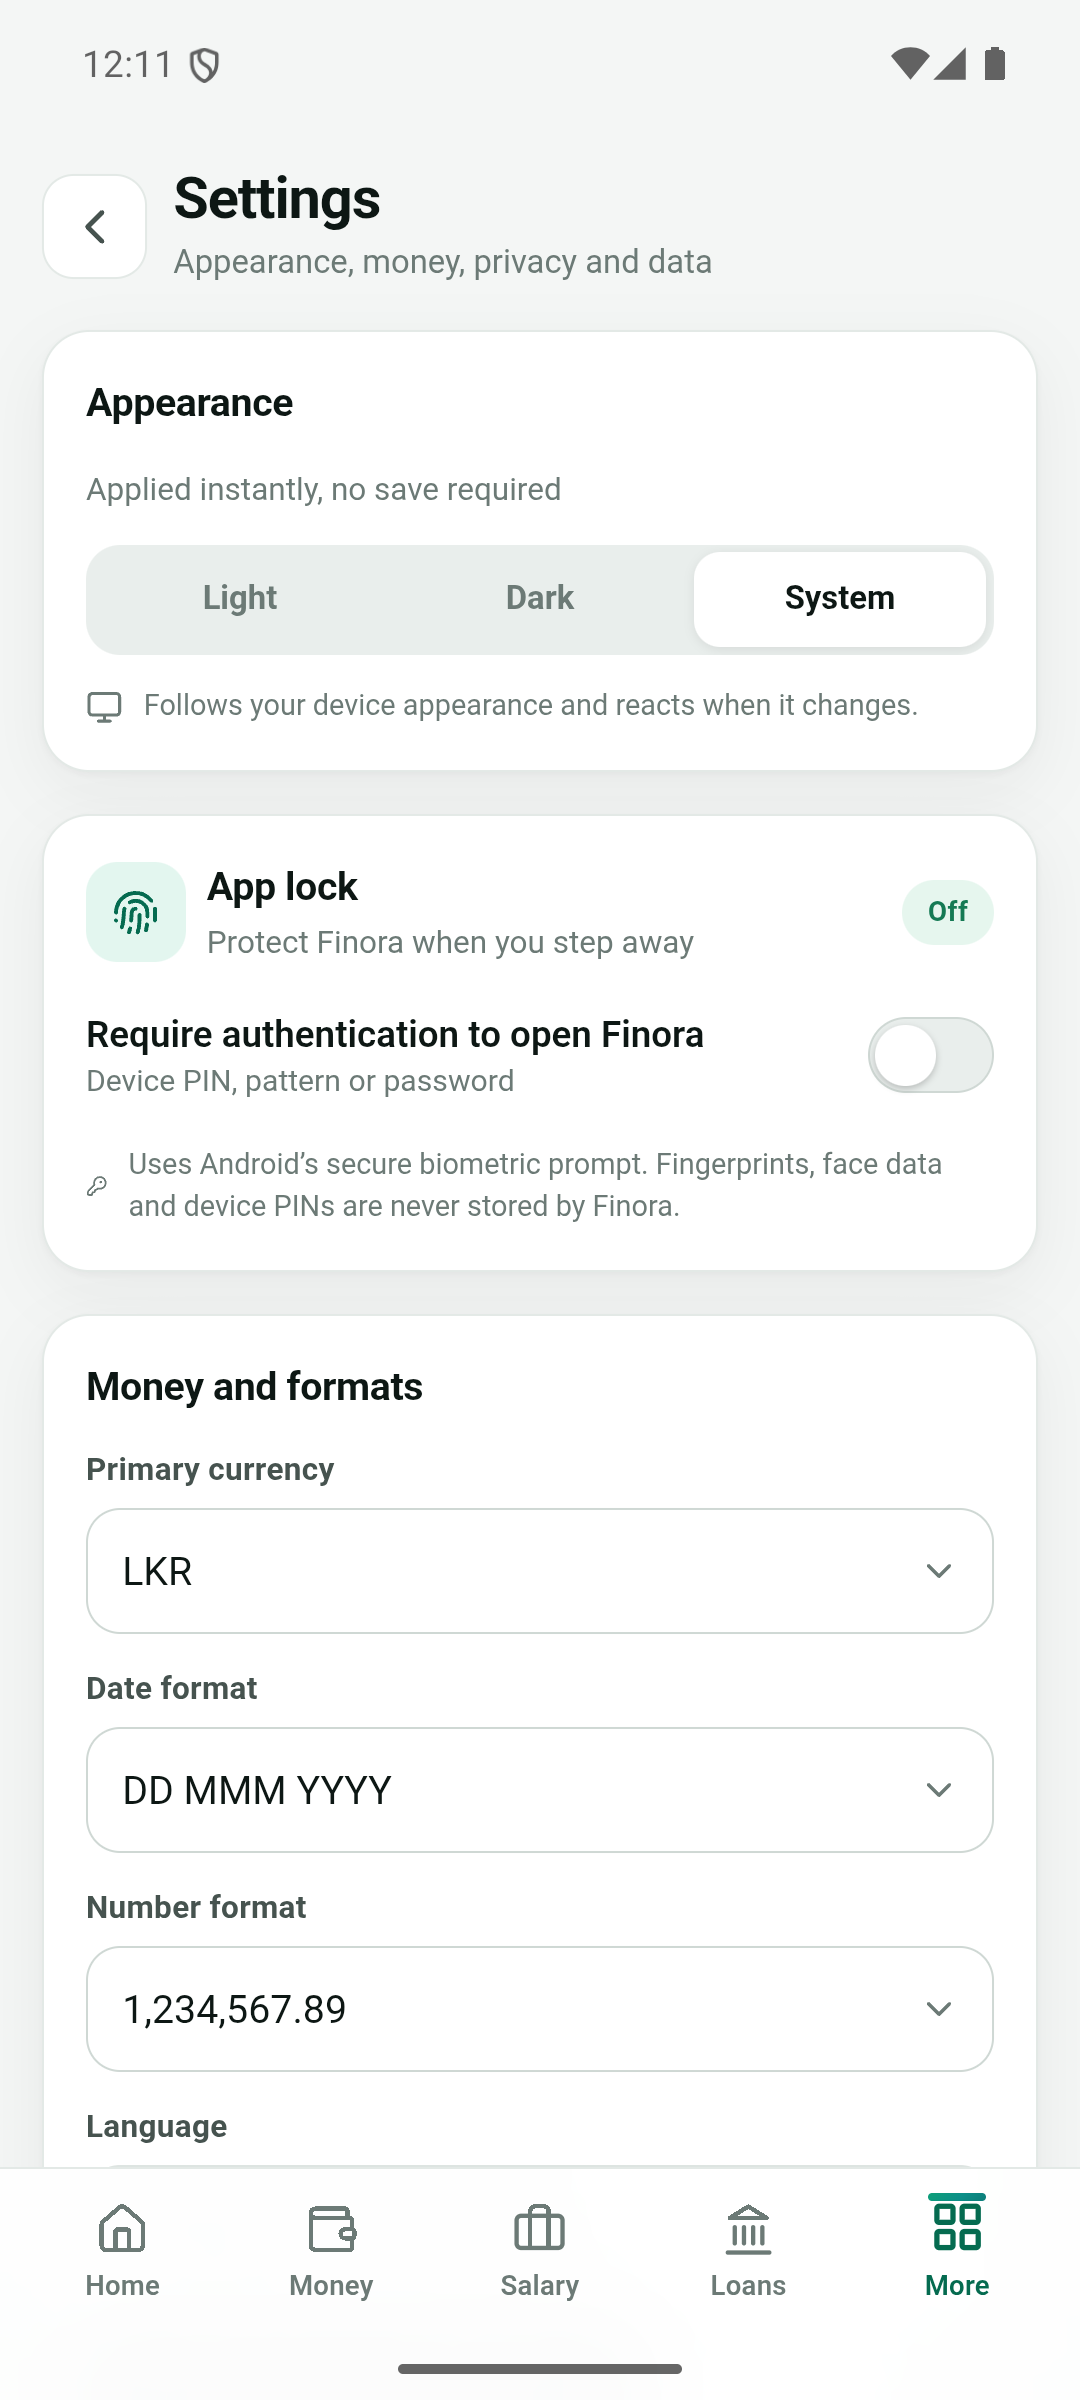 12:11
Settings
Appearance, money, privacy and data
Appearance
Applied instantly, no save required
Light
Dark
System
Follows your device appearance and reacts when it changes.
App lock
Protect Finora when you step away
Off
Require authentication to open Finora
Device PIN, pattern or password
Uses Android’s secure biometric prompt. Fingerprints, face data
and device PINs are never stored by Finora.
Money and formats
Primary currency
LKR
Date format
DD MMM YYYY
Number format
1,234,567.89
Language
Home
Money
Salary
Loans
More